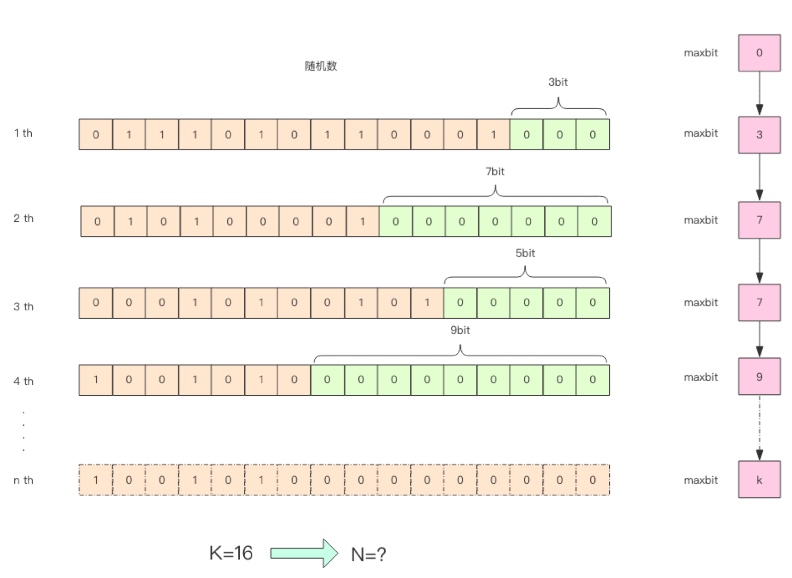 maxbit 0
随机数
3bit
1 th 0 1 1 1 0 1 0 1 1 0 0 0 1 0 0 0 maxbit 3
7bit
2 th 0 1 0 1 0 0 0 0 1 0 0 0 0 0 0 0 maxbit 7
5bit
3 th 0 0 0 1 0 1 0 0 1 0 1 0 0 0 0 0 maxbit 7
9bit
4 th 1 0 0 1 0 1 0 0 0 0 0 0 0 0 0 0 maxbit 9
n th 1 0 0 1 0 1 0 0 0 0 0 0 0 0 0 0 maxbit k
K=16 N=?